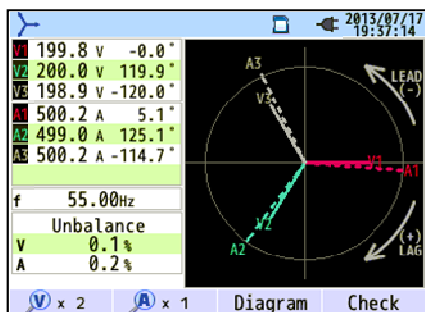 2013/07/17
19:37:14
V1 199.8 V -0.0°
V2 200.0 V 119.9°
V3 198.9 V -120.0°
A1 500.2 A 5.1°
A2 499.0 A 125.1°
A3 500.2 A -114.7°
f 55.00Hz
Unbalance
V 0.1%
A 0.2%
A3
V3
V1
A1
V2
A2
LEAD
(-)
(+)
LAG
V x 2
A x 1
Diagram
Check